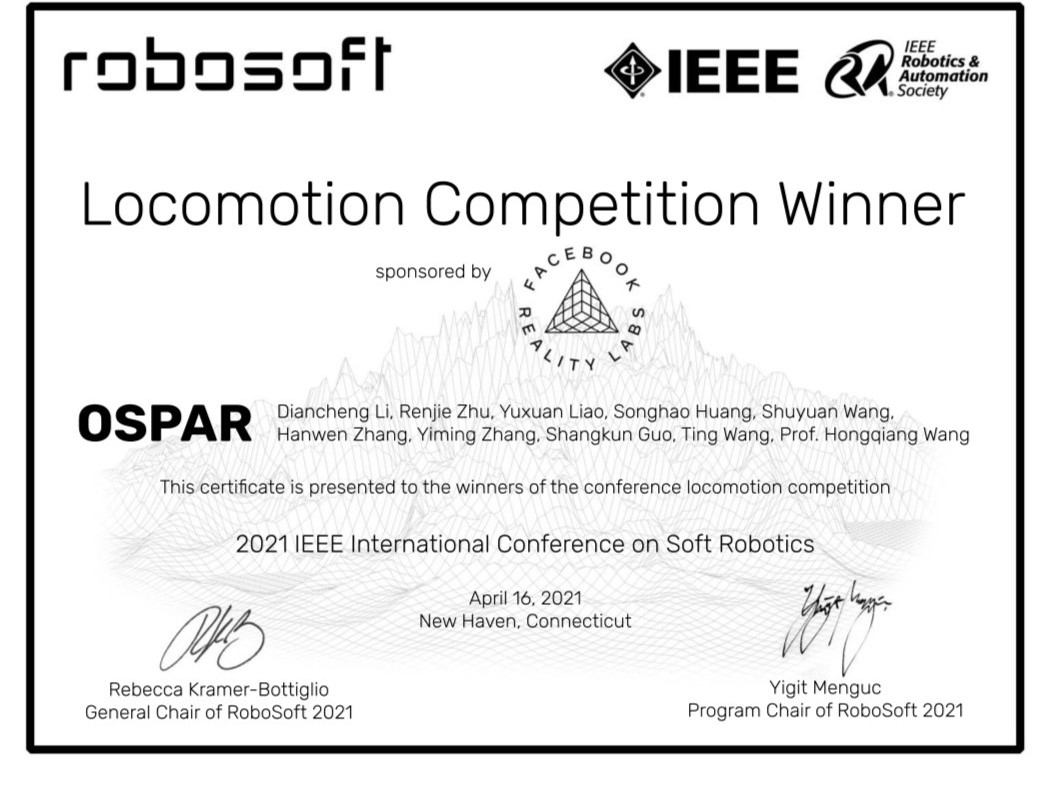 robosoft
IEEE
IEEE
Robotics &
Automation
Society
Locomotion Competition Winner
sponsored by
FACEBOOK
REALITY LABS
OSPAR
Diancheng Li, Renjie Zhu, Yuxuan Liao, Songhao Huang, Shuyuan Wang,
Hanwen Zhang, Yiming Zhang, Shangkun Guo, Ting Wang, Prof. Hongqiang Wang
This certificate is presented to the winners of the conference locomotion competition
2021 IEEE International Conference on Soft Robotics
April 16, 2021
New Haven, Connecticut
Rebecca Kramer-Bottiglio
General Chair of RoboSoft 2021
Yigit Menguc
Program Chair of RoboSoft 2021